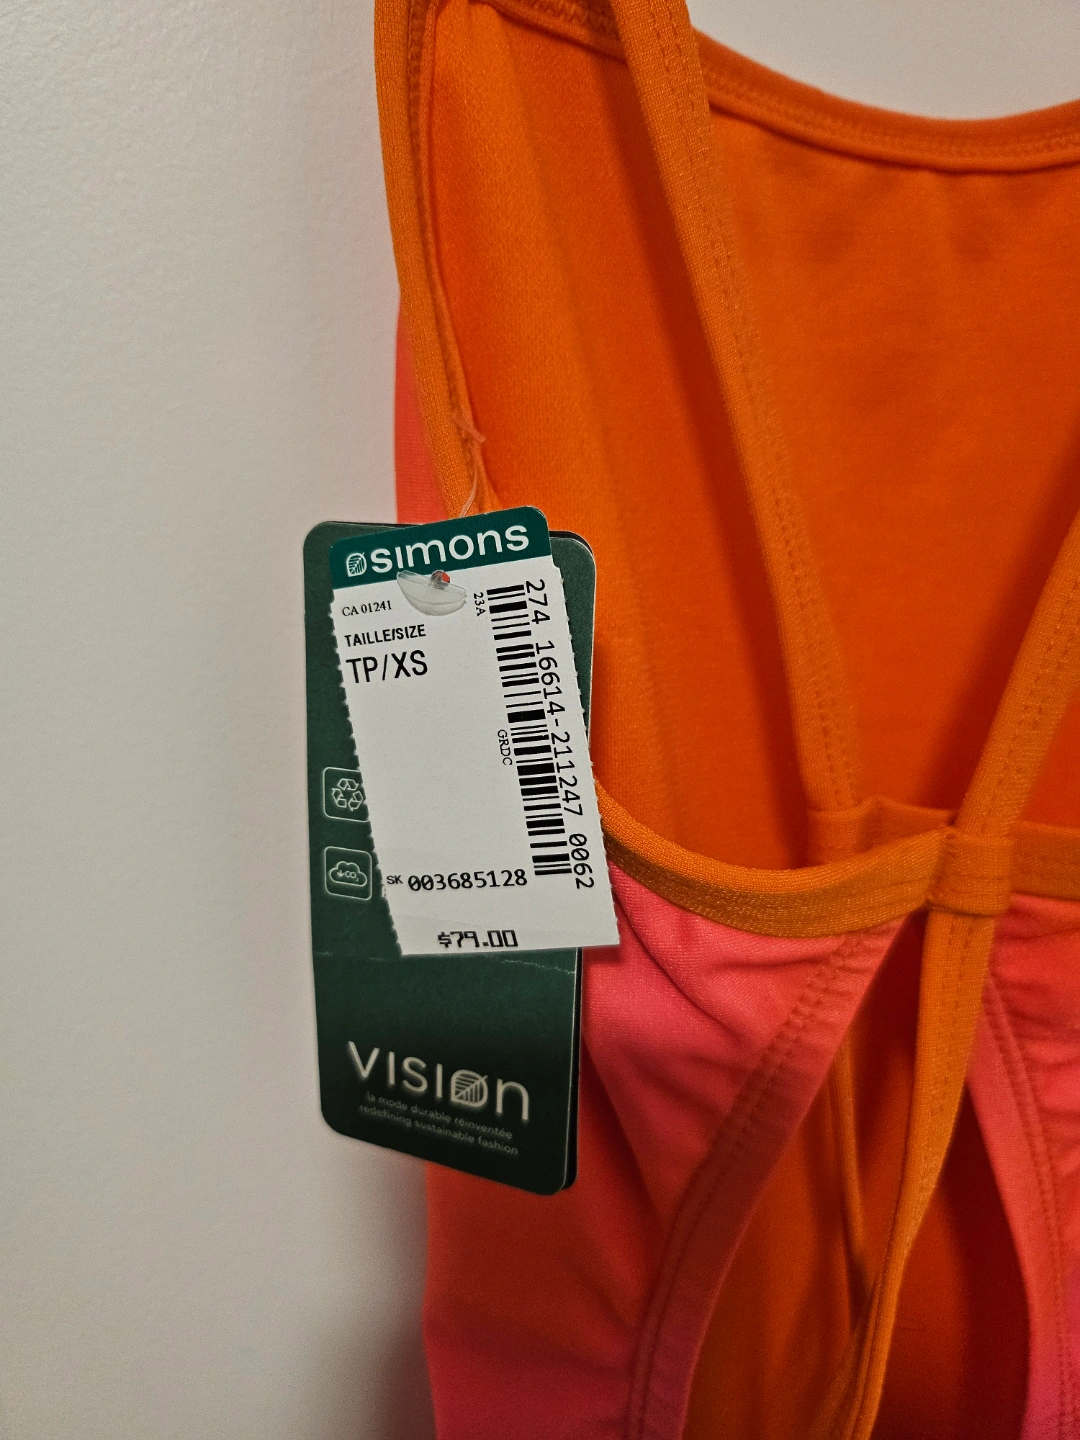 simons
CA 01241
TAILLE/SIZE
TP/XS
23A
GRDC
274 16614-211247 0062
SK 003685128
$79.00
CO₂
VISION
la mode durable réinventée
redefining sustainable fashion